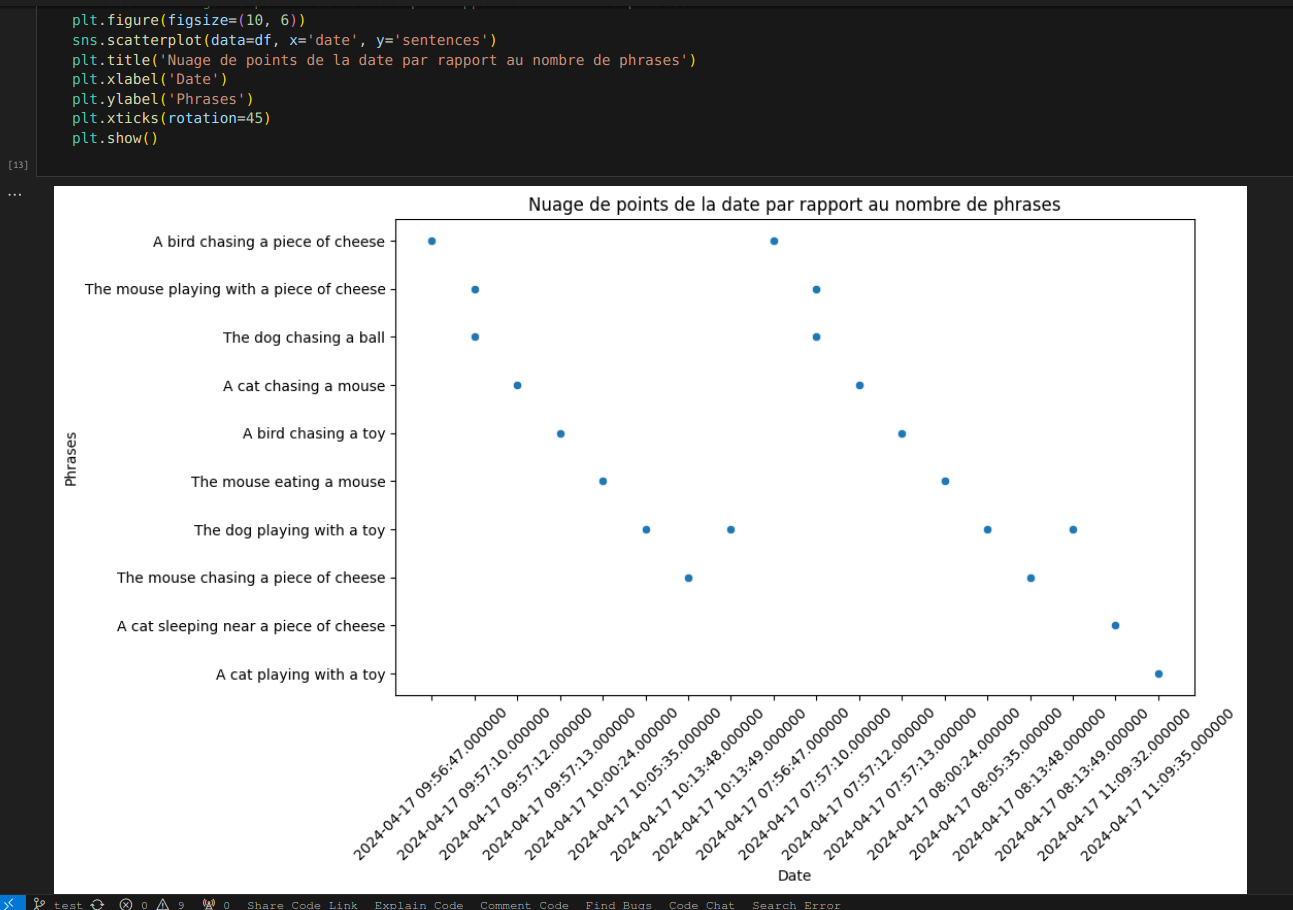 plt.figure(figsize=(10, 6))
sns.scatterplot(data=df, x='date', y='sentences')
plt.title('Nuage de points de la date par rapport au nombre de phrases')
plt.xlabel('Date')
plt.ylabel('Phrases')
plt.xticks(rotation=45)
plt.show()
[13]
...
Nuage de points de la date par rapport au nombre de phrases
A bird chasing a piece of cheese
The mouse playing with a piece of cheese
The dog chasing a ball
A cat chasing a mouse
A bird chasing a toy
The mouse eating a mouse
The dog playing with a toy
The mouse chasing a piece of cheese
A cat sleeping near a piece of cheese
A cat playing with a toy
Phrases
2024-04-17 09:56:47.000000
2024-04-17 09:57:10.000000
2024-04-17 09:57:12.000000
2024-04-17 09:57:13.000000
2024-04-17 10:00:24.000000
2024-04-17 10:05:35.000000
2024-04-17 10:13:48.000000
2024-04-17 10:13:49.000000
2024-04-17 07:56:47.000000
2024-04-17 07:57:10.000000
2024-04-17 07:57:12.000000
2024-04-17 07:57:13.000000
2024-04-17 08:00:24.000000
2024-04-17 08:05:35.000000
2024-04-17 08:13:48.000000
2024-04-17 08:13:49.000000
2024-04-17 11:09:32.000000
2024-04-17 11:09:35.000000
Date
test 0 9 0 Share Code Link Explain Code Comment Code Find Bugs Code Chat Search Error